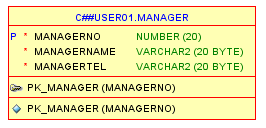 C##USER01.MANAGER
P * MANAGERNO NUMBER (20)
* MANAGERNAME VARCHAR2 (20 BYTE)
* MANAGERTEL VARCHAR2 (20 BYTE)
PK_MANAGER (MANAGERNO)
PK_MANAGER (MANAGERNO)